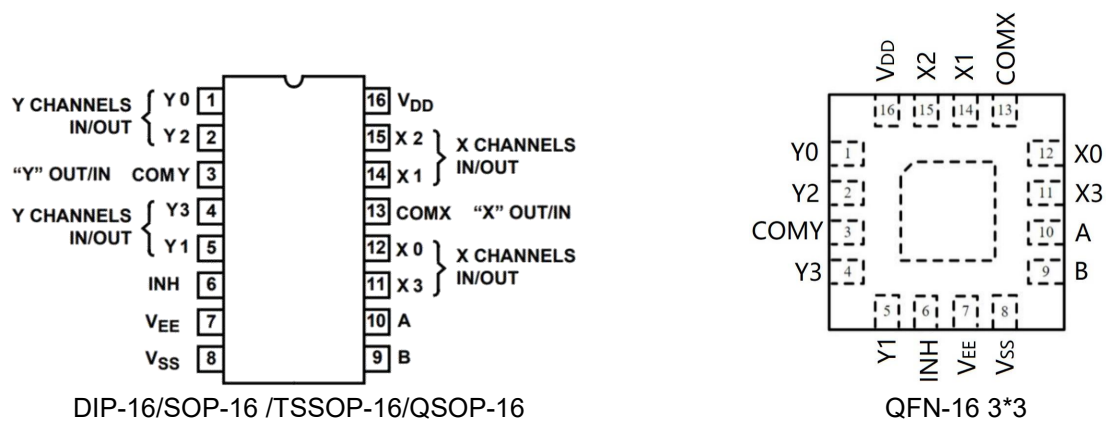 Y CHANNELS
IN/OUT
Y 0 1
Y 2 2
“Y” OUT/IN COM Y 3
Y CHANNELS
IN/OUT
Y3 4
Y 1 5
INH 6
VEE 7
VSS 8
16 VDD
15 X 2
14 X 1
X CHANNELS
IN/OUT
13 COMX “X” OUT/IN
12 X 0
11 X 3
X CHANNELS
IN/OUT
10 A
9 B
DIP-16/SOP-16 /TSSOP-16/QSOP-16
VDD X2 X1 COMX
16 15 14 13
Y0 1 12 X0
Y2 2 11 X3
COMY 3 10 A
Y3 4 9 B
5 6 7 8
Y1 INH VEE VSS
QFN-16 3*3